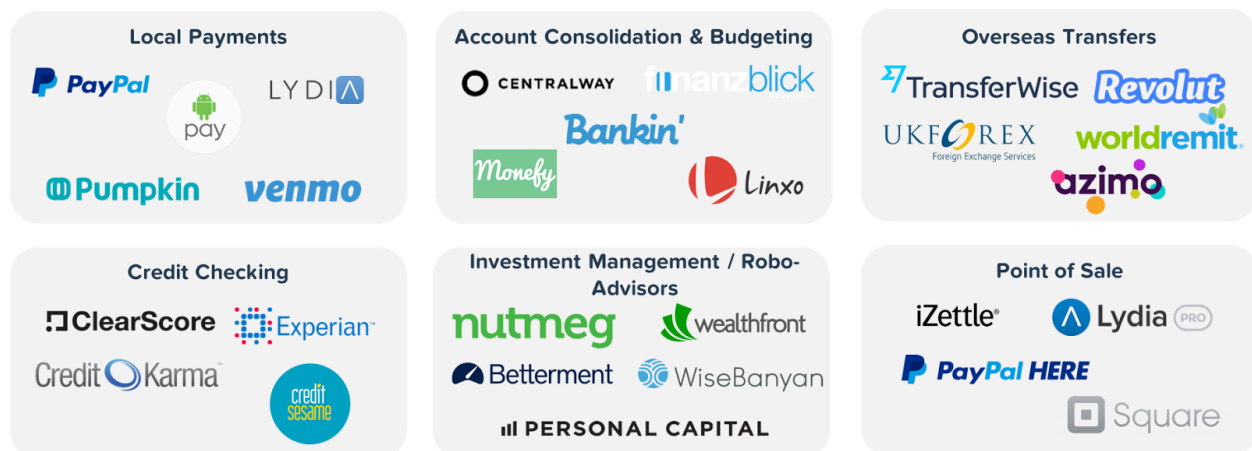 Local Payments
PayPal
pay
LYDIA
Pumpkin
venmo
Account Consolidation & Budgeting
CENTRALWAY
finanzblick
Bankin'
Monefy
Linxo
Overseas Transfers
TransferWise
Revolut
UKFOREX
Foreign Exchange Services
worldremit
azimo
Credit Checking
ClearScore
Experian™
Credit Karma™
credit
sesame
Investment Management / Robo-
Advisors
nutmeg
wealthfront
Betterment
WiseBanyan
PERSONAL CAPITAL
Point of Sale
iZettle®
Lydia PRO
PayPal HERE
Square